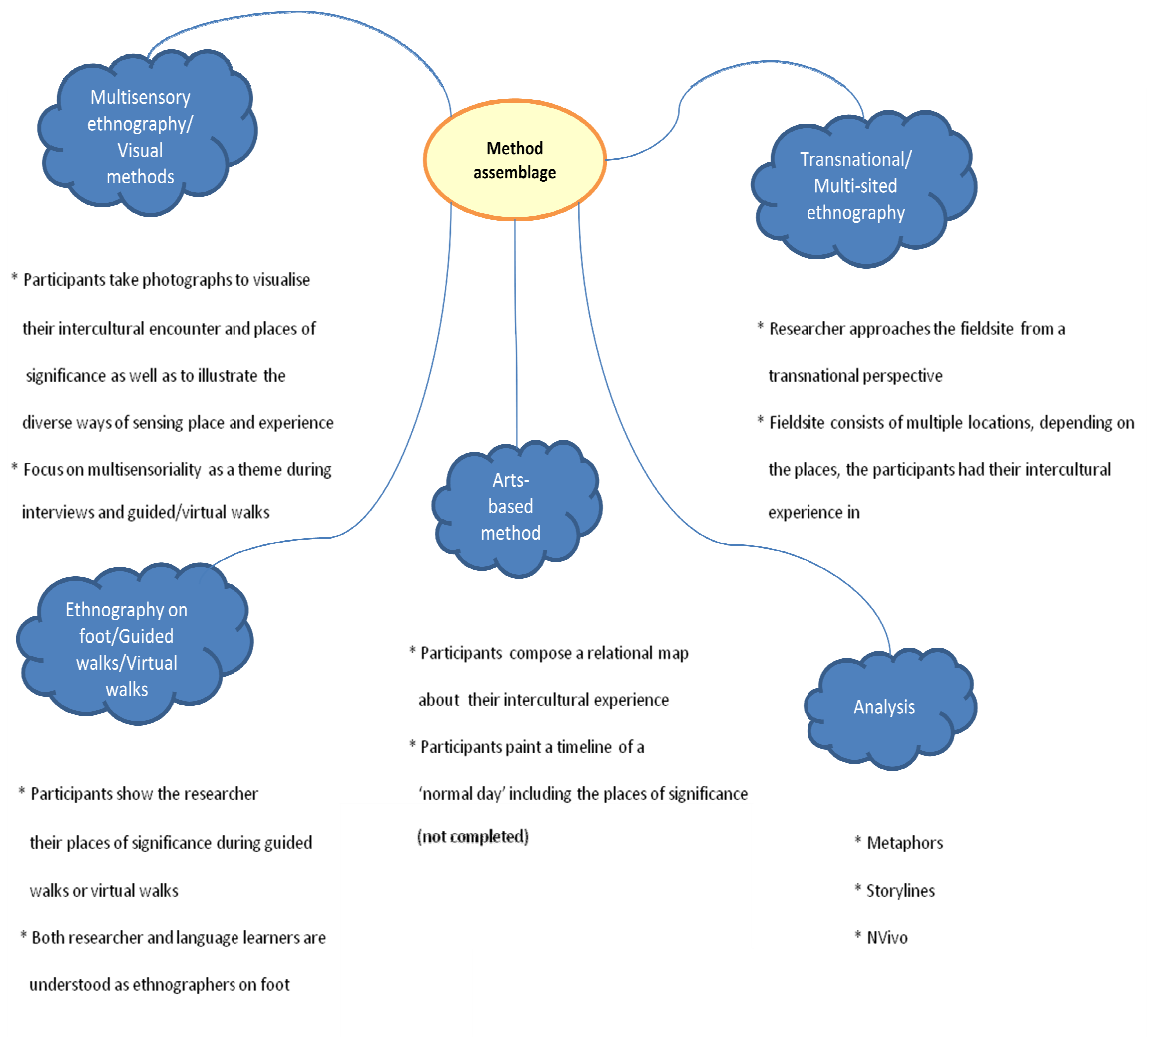 Method
assemblage
Multisensory
ethnography/
Visual
methods
* Participants take photographs to visualise
their intercultural encounter and places of
significance as well as to illustrate the
diverse ways of sensing place and experience
* Focus on multisensoriality as a theme during
interviews and guided/virtual walks
Transnational/
Multi-sited
ethnography
* Researcher approaches the fieldsite from a
transnational perspective
* Fieldsite consists of multiple locations, depending on
the places, the participants had their intercultural
experience in
Ethnography on
foot/Guided
walks/Virtual
walks
* Participants show the researcher
their places of significance during guided
walks or virtual walks
* Both researcher and language learners are
understood as ethnographers on foot
Arts-
based
method
* Participants compose a relational map
about their intercultural experience
* Participants paint a timeline of a
‘normal day’ including the places of significance
(not completed)
Analysis
* Metaphors
* Storylines
* NVivo